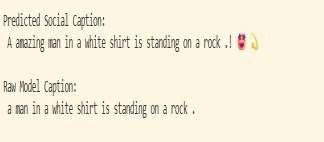 Predicted Social Caption:
A amazing man in a white shirt is standing on a rock .! 😈 💫
Raw Model Caption:
a man in a white shirt is standing on a rock .